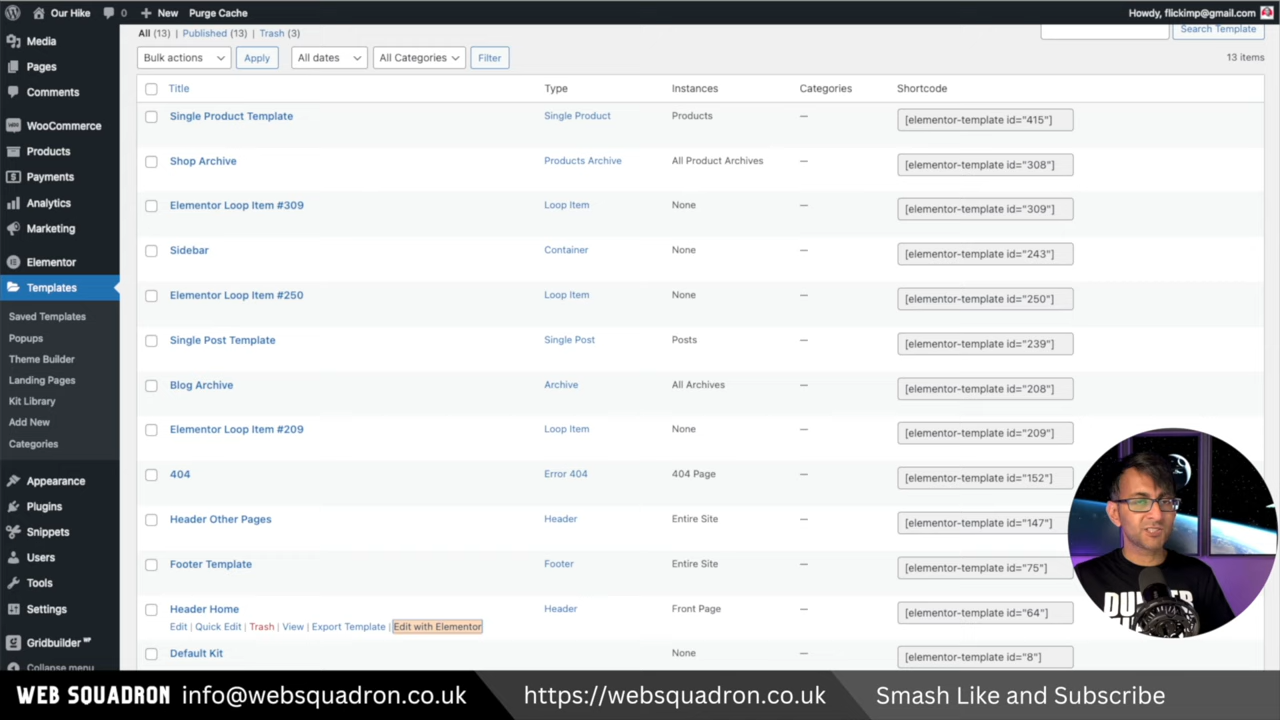 Our Hike 0 New Purge Cache Howdy, flickimp@gmail.com
Media
Pages
Comments
WooCommerce
Products
Payments
Analytics
Marketing
Elementor
Templates
Saved Templates
Popups
Theme Builder
Landing Pages
Kit Library
Add New
Categories
Appearance
Plugins
Snippets
Users
Tools
Settings
Gridbuilder WP
Collapse menu
All (13) | Published (13) | Trash (3)
Search Template
Bulk actions Apply All dates All Categories Filter 13 items
Title Type Instances Categories Shortcode
Single Product Template Single Product Products — [elementor-template id="415"]
Shop Archive Products Archive All Product Archives — [elementor-template id="308"]
Elementor Loop Item #309 Loop Item None — [elementor-template id="309"]
Sidebar Container None — [elementor-template id="243"]
Elementor Loop Item #250 Loop Item None — [elementor-template id="250"]
Single Post Template Single Post Posts — [elementor-template id="239"]
Blog Archive Archive All Archives — [elementor-template id="208"]
Elementor Loop Item #209 Loop Item None — [elementor-template id="209"]
404 Error 404 404 Page — [elementor-template id="152"]
Header Other Pages Header Entire Site — [elementor-template id="147"]
Footer Template Footer Entire Site — [elementor-template id="75"]
Header Home Header Front Page — [elementor-template id="64"]
Edit | Quick Edit | Trash | View | Export Template | Edit with Elementor
Default Kit None — [elementor-template id="8"]
WEB SQUADRON info@websquadron.co.uk https://websquadron.co.uk Smash Like and Subscribe